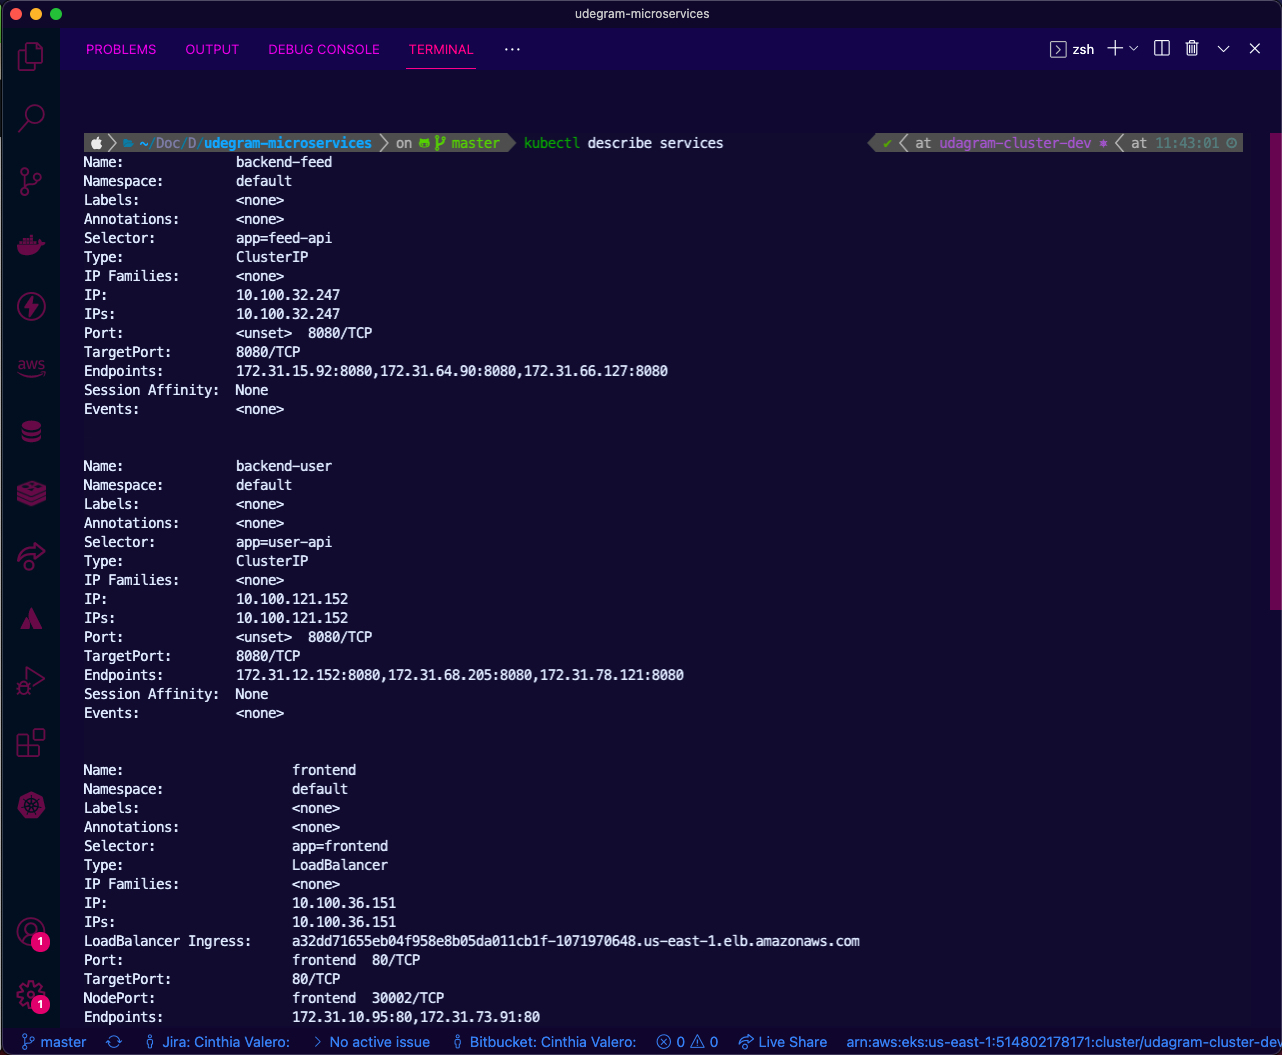 udegram-microservices
PROBLEMS OUTPUT DEBUG CONSOLE TERMINAL ··· zsh
~/Doc/D/udegram-microservices on master kubectl describe services ✔ at udagram-cluster-dev at 11:43:01
Name: backend-feed
Namespace: default
Labels: <none>
Annotations: <none>
Selector: app=feed-api
Type: ClusterIP
IP Families: <none>
IP: 10.100.32.247
IPs: 10.100.32.247
Port: <unset> 8080/TCP
TargetPort: 8080/TCP
Endpoints: 172.31.15.92:8080,172.31.64.90:8080,172.31.66.127:8080
Session Affinity: None
Events: <none>
Name: backend-user
Namespace: default
Labels: <none>
Annotations: <none>
Selector: app=user-api
Type: ClusterIP
IP Families: <none>
IP: 10.100.121.152
IPs: 10.100.121.152
Port: <unset> 8080/TCP
TargetPort: 8080/TCP
Endpoints: 172.31.12.152:8080,172.31.68.205:8080,172.31.78.121:8080
Session Affinity: None
Events: <none>
Name: frontend
Namespace: default
Labels: <none>
Annotations: <none>
Selector: app=frontend
Type: LoadBalancer
IP Families: <none>
IP: 10.100.36.151
IPs: 10.100.36.151
LoadBalancer Ingress: a32dd71655eb04f958e8b05da011cb1f-1071970648.us-east-1.elb.amazonaws.com
Port: frontend 80/TCP
TargetPort: 80/TCP
NodePort: frontend 30002/TCP
Endpoints: 172.31.10.95:80,172.31.73.91:80
aws
1
1
master Jira: Cinthia Valero: No active issue Bitbucket: Cinthia Valero: 0 0 Live Share arn:aws:eks:us-east-1:514802178171:cluster/udagram-cluster-dev